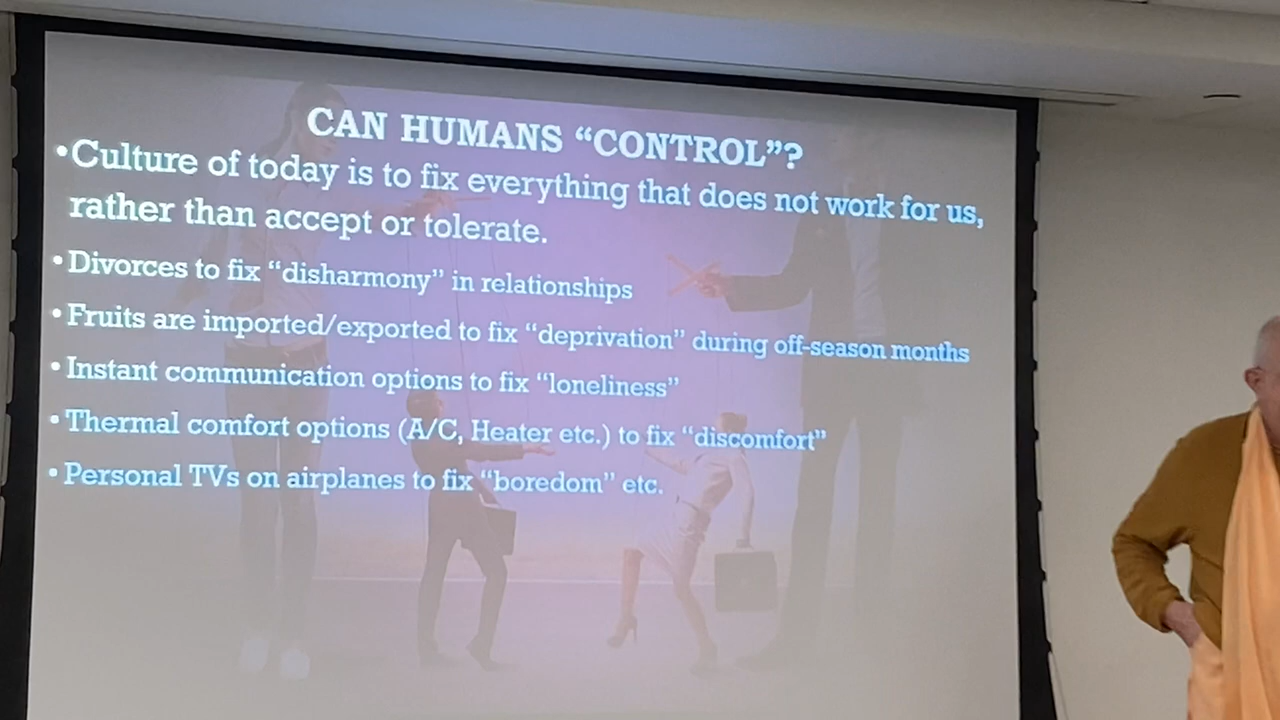 CAN HUMANS “CONTROL”?
•Culture of today is to fix everything that does not work for us,
rather than accept or tolerate.
•Divorces to fix “disharmony” in relationships
•Fruits are imported/exported to fix “deprivation” during off-season months
•Instant communication options to fix “loneliness”
•Thermal comfort options (A/C, Heater etc.) to fix “discomfort”
•Personal TVs on airplanes to fix “boredom” etc.